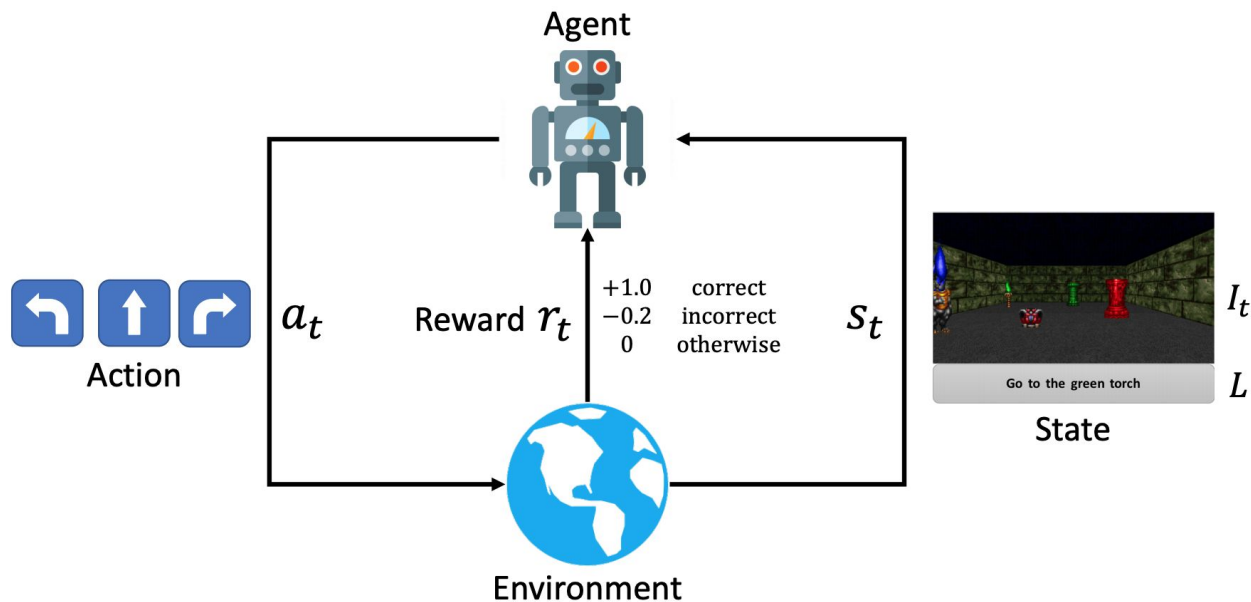 Agent
Action
a_t
Reward r_t
+1.0 correct
−0.2 incorrect
0 otherwise
s_t
I_t
Go to the green torch
L
State
Environment